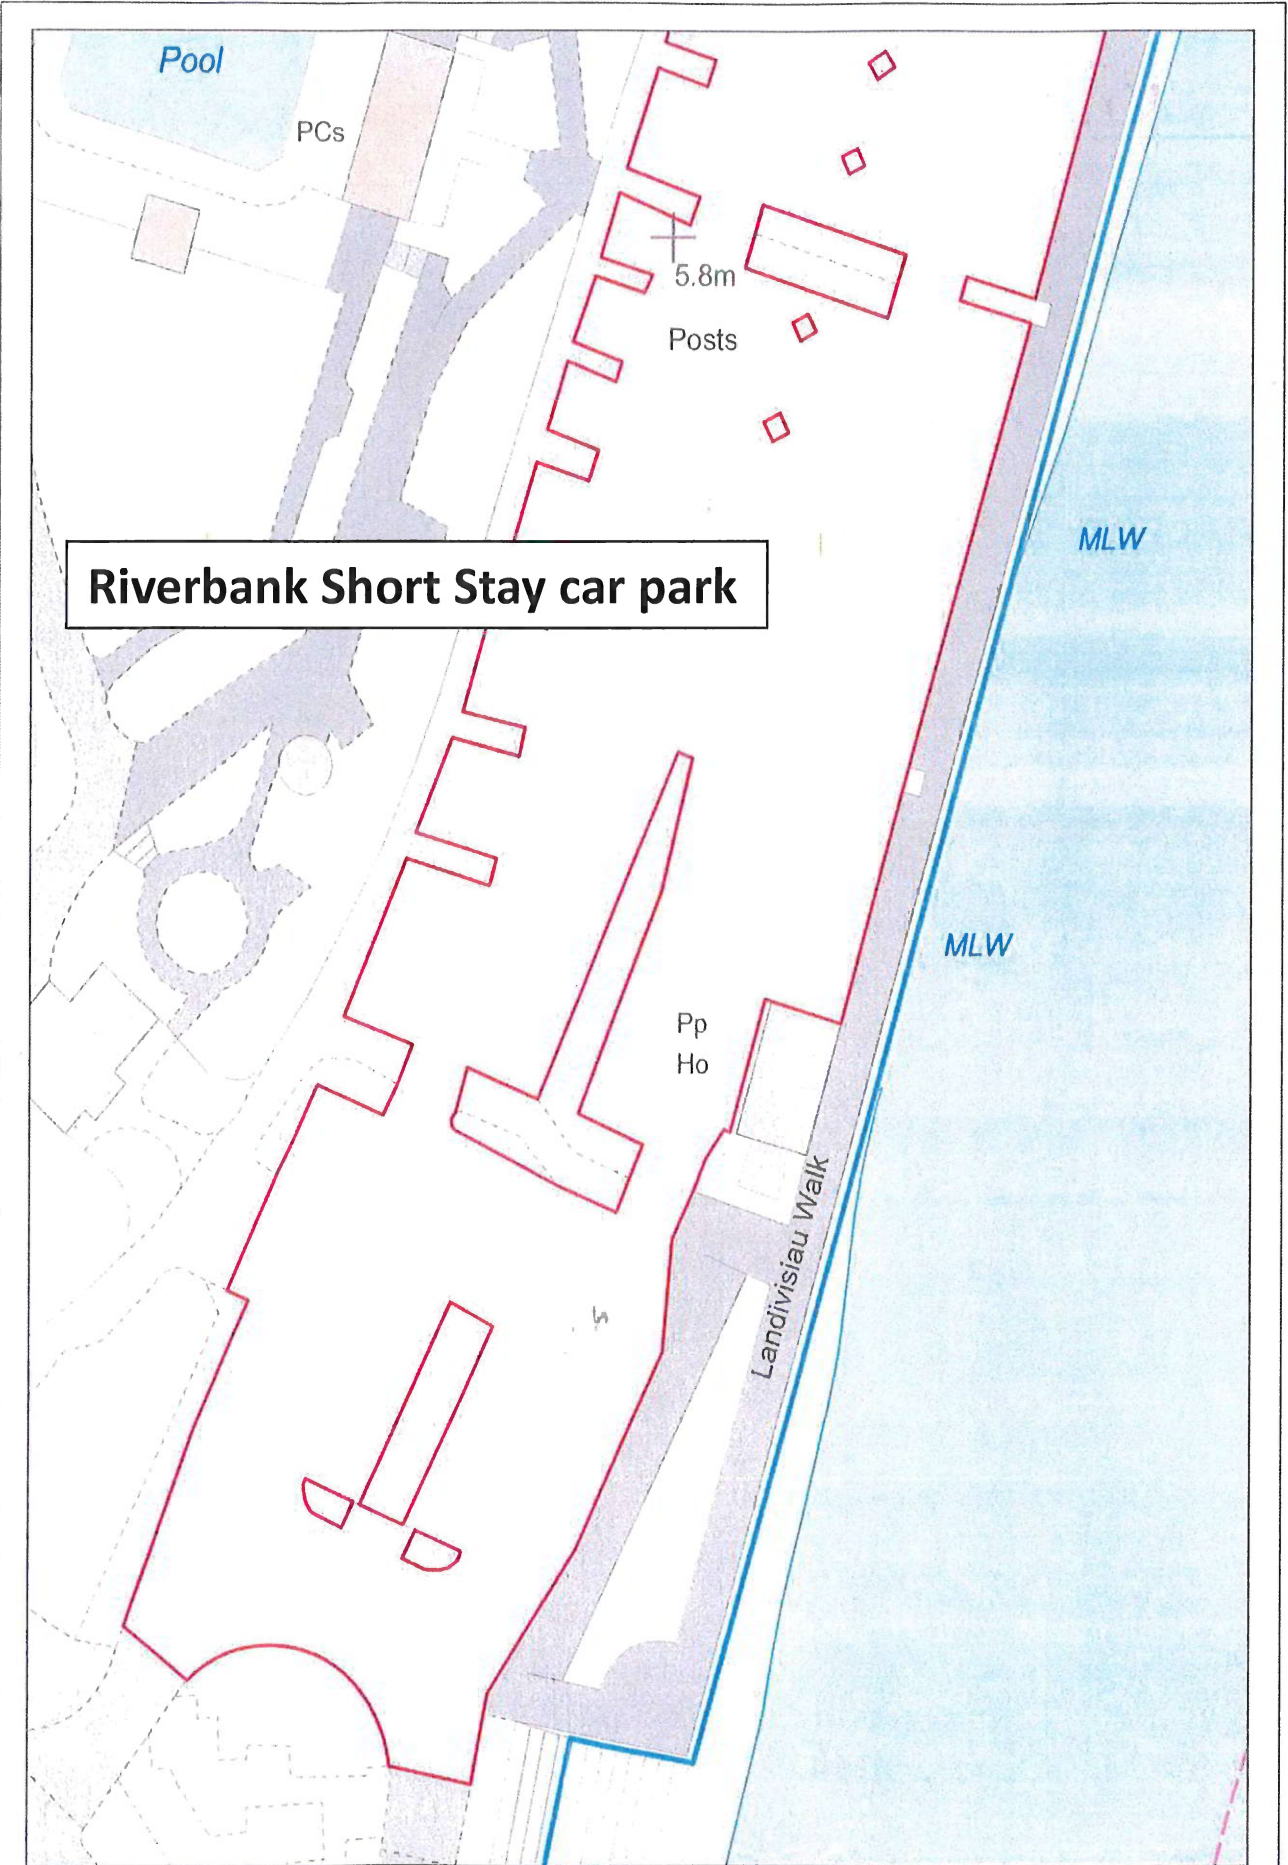 Pool
PCs
5.8m
Posts
MLW
Riverbank Short Stay car park
MLW
Pp
Ho
Landivisiau Walk